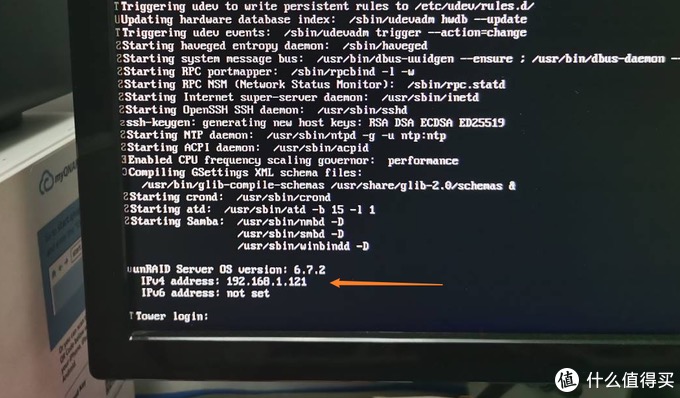 Triggering udev to write persistent rules to /etc/udev/rules.d/
Updating hardware database index: /sbin/udevadm hwdb --update
Triggering udev events: /sbin/udevadm trigger --action=change
Starting haveged entropy daemon: /sbin/haveged
Starting system message bus: /usr/bin/dbus-uuidgen --ensure ; /usr/bin/dbus-daemon --
Starting RPC portmapper: /sbin/rpcbind -l -w
Starting RPC NSM (Network Status Monitor): /sbin/rpc.statd
Starting Internet super-server daemon: /usr/sbin/inetd
Starting OpenSSH SSH daemon: /usr/sbin/sshd
ssh-keygen: generating new host keys: RSA DSA ECDSA ED25519
Starting NTP daemon: /usr/sbin/ntpd -g -u ntp:ntp
Starting ACPI daemon: /usr/sbin/acpid
Enabled CPU frequency scaling governor: performance
Compiling GSettings XML schema files:
/usr/bin/glib-compile-schemas /usr/share/glib-2.0/schemas &
Starting crond: /usr/sbin/crond
Starting atd: /usr/sbin/atd -b 15 -l 1
Starting Samba: /usr/sbin/nmbd -D
/usr/sbin/smbd -D
/usr/sbin/winbindd -D
unRAID Server OS version: 6.7.2
IPv4 address: 192.168.1.121
IPv6 address: not set
Tower login:
myQNAP
值 什么值得买